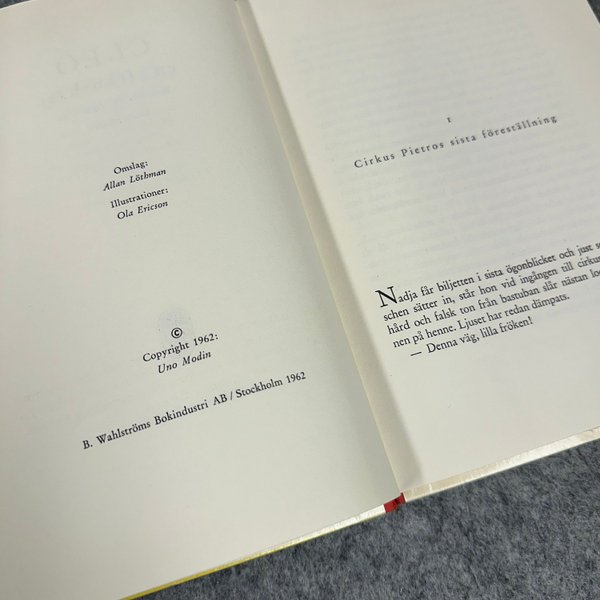 Omslag:
Allan Löthman
Illustrationer:
Ola Ericson
©
Copyright 1962:
Uno Modin
B. Wahlströms Bokindustri AB / Stockholm 1962
1
Cirkus Pietros sista föreställning
Nadja får biljetten i sista ögonblicket och just
schen sätter in, står hon vid ingången till
hård och falsk ton från bastuban slår nästan
nen på henne. Ljuset har redan dämpats.
— Denna väg, lilla fröken!